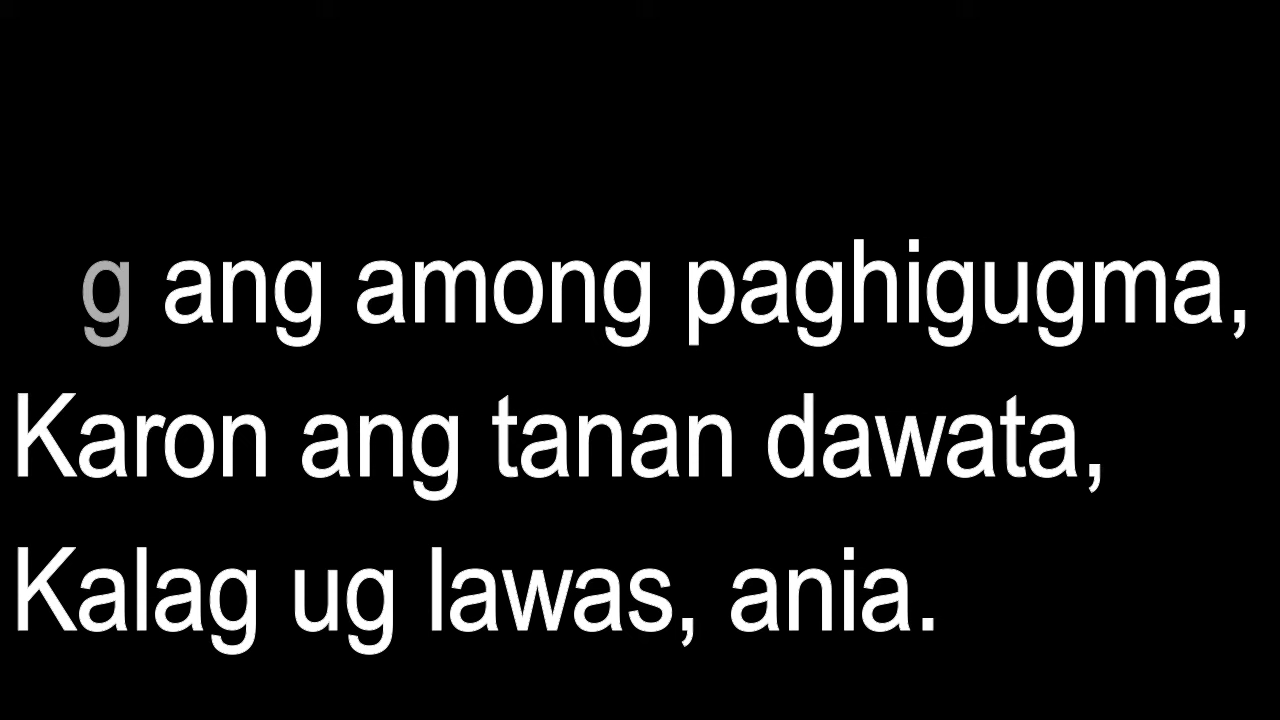 g ang among paghigugma,
Karon ang tanan dawata,
Kalag ug lawas, ania.